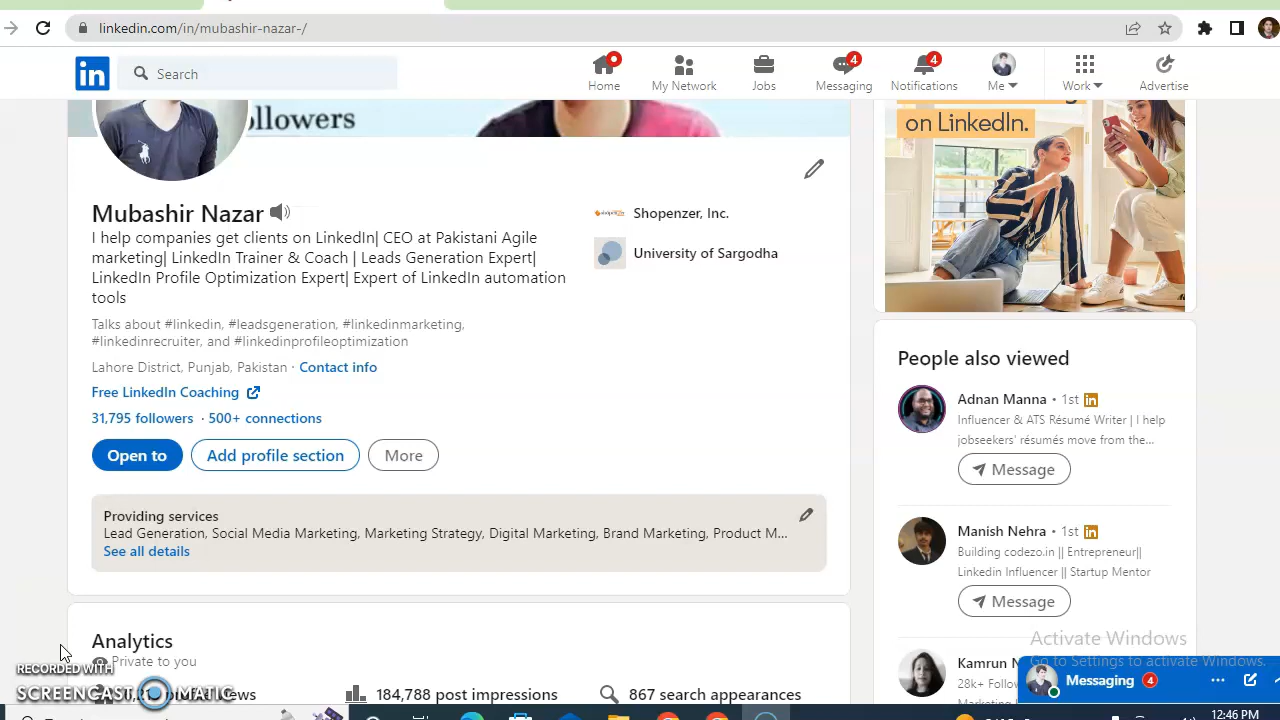 linkedin.com/in/mubashir-nazar-/
in
Search
Home
My Network
Jobs
4
Messaging
4
Notifications
Me
Work
Advertise
ollowers
on LinkedIn.
Mubashir Nazar
I help companies get clients on LinkedIn| CEO at Pakistani Agile
marketing| LinkedIn Trainer & Coach | Leads Generation Expert|
LinkedIn Profile Optimization Expert| Expert of LinkedIn automation
tools
Talks about #linkedin, #leadsgeneration, #linkedinmarketing,
#linkedinrecruiter, and #linkedinprofileoptimization
Lahore District, Punjab, Pakistan · Contact info
Free LinkedIn Coaching
31,795 followers · 500+ connections
Open to
Add profile section
More
Shopenzer, Inc.
University of Sargodha
Providing services
Lead Generation, Social Media Marketing, Marketing Strategy, Digital Marketing, Brand Marketing, Product M...
See all details
Analytics
Private to you
184,788 post impressions
867 search appearances
People also viewed
Adnan Manna • 1st in
Influencer & ATS Résumé Writer | I help
jobseekers' résumés move from the...
Message
Manish Nehra • 1st in
Building codezo.in || Entrepreneur||
Linkedin Influencer || Startup Mentor
Message
Kamrun
Activate Windows
Go to Settings to activate Windows.
Messaging 4
RECORDED WITH
SCREENCAST-O-MATIC
12:46 PM